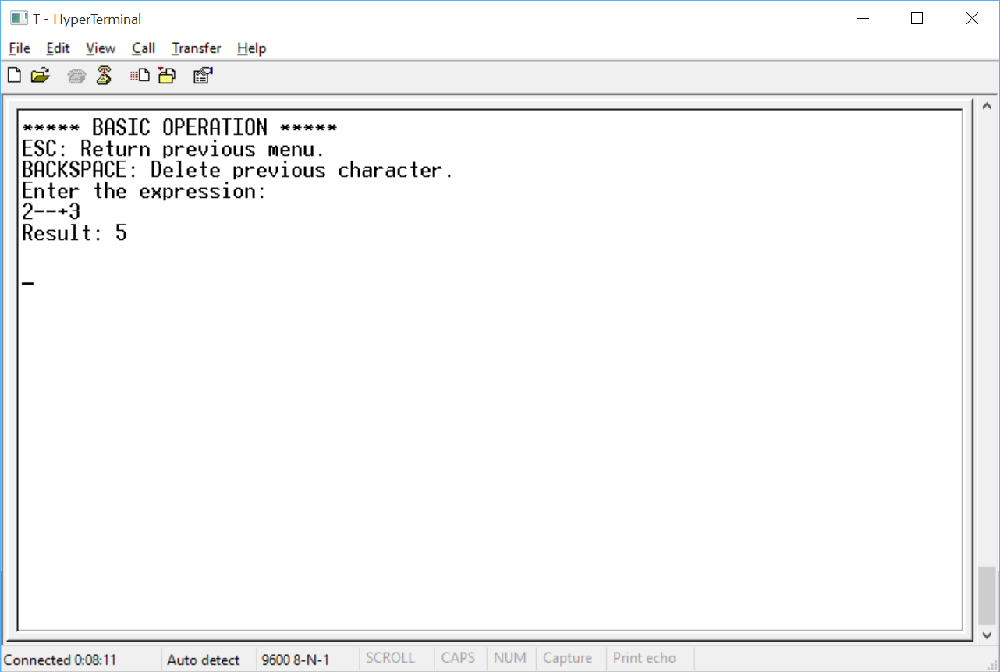 T - HyperTerminal
File Edit View Call Transfer Help
***** BASIC OPERATION *****
ESC: Return previous menu.
BACKSPACE: Delete previous character.
Enter the expression:
2--+3
Result: 5
_
Connected 0:08:11 Auto detect 9600 8-N-1 SCROLL CAPS NUM Capture Print echo